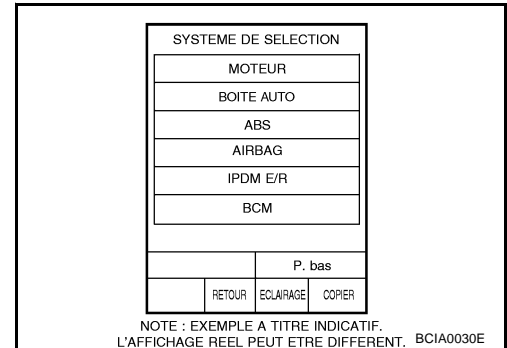 SYSTEME DE SELECTION
MOTEUR
BOITE AUTO
ABS
AIRBAG
IPDM E/R
BCM
P. bas
RETOUR ECLAIRAGE COPIER
NOTE : EXEMPLE A TITRE INDICATIF.
L'AFFICHAGE REEL PEUT ETRE DIFFERENT. BCIA0030E